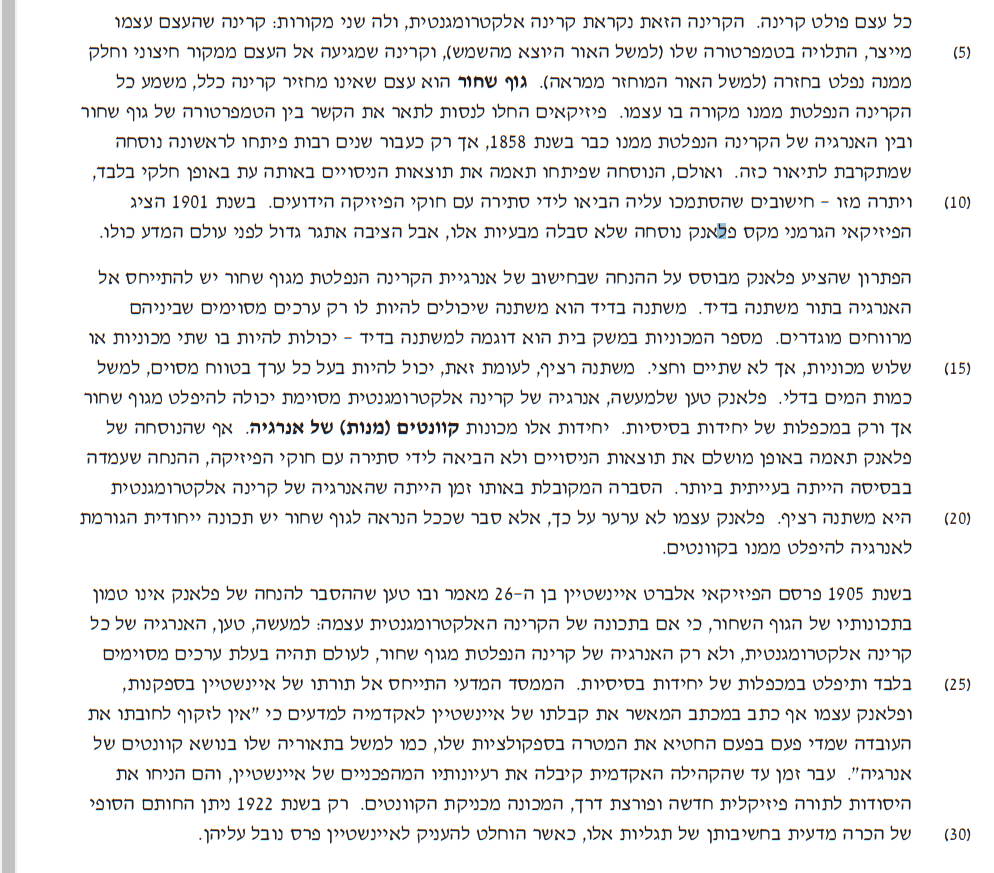 כל עצם פולט קרינה. הקרינה הזאת נקראת קרינה אלקטרומגנטית, ולה שני מקורות: קרינה שהעצם עצמו
(5) מייצר, התלויה בטמפרטורה שלו (למשל האור היוצא מהשמש), וקרינה שמגיעה אל העצם ממקור חיצוני וחלק
ממנה נפלט בחזרה (למשל האור המוחזר ממראה). גוף שחור הוא עצם שאינו מחזיר קרינה כלל, משמע כל
הקרינה הנפלטת ממנו מקורה בו עצמו. פיזיקאים החלו לנסות לתאר את הקשר בין הטמפרטורה של גוף שחור
ובין האנרגיה של הקרינה הנפלטת ממנו כבר בשנת 1858, אך רק כעבור שנים רבות פיתחו לראשונה נוסחה
שמתקרבת לתיאור כזה. ואולם, הנוסחה שפיתחו תאמה את תוצאות הניסויים באותה עת באופן חלקי בלבד,
(10) ויתרה מזו – חישובים שהסתמכו עליה הביאו לידי סתירה עם חוקי הפיזיקה הידועים. בשנת 1901 הציג
הפיזיקאי הגרמני מקס פלאנק נוסחה שלא סבלה מבעיות אלו, אבל הציבה אתגר גדול לפני עולם המדע כולו.
הפתרון שהציע פלאנק מבוסס על ההנחה שבחישוב של אנרגיית הקרינה הנפלטת מגוף שחור יש להתייחס אל
האנרגיה בתור משתנה בדיד. משתנה בדיד הוא משתנה שיכולים להיות לו רק ערכים מסוימים שביניהם
מרווחים מוגדרים. מספר המכוניות במשק בית הוא דוגמה למשתנה בדיד – יכולות להיות בו שתי מכוניות או
(15) שלוש מכוניות, אך לא שתיים וחצי. משתנה רציף, לעומת זאת, יכול להיות בעל כל ערך בטווח מסוים, למשל
כמות המים בדלי. פלאנק טען שלמעשה, אנרגיה של קרינה אלקטרומגנטית מסוימת יכולה להיפלט מגוף שחור
אך ורק במכפלות של יחידות בסיסיות. יחידות אלו מכונות קוונטים (מנות) של אנרגיה. אף שהנוסחה של
פלאנק תאמה באופן מושלם את תוצאות הניסויים ולא הביאה לידי סתירה עם חוקי הפיזיקה, ההנחה שעמדה
בבסיסה הייתה בעייתית ביותר. הסברה המקובלת באותו זמן הייתה שהאנרגיה של קרינה אלקטרומגנטית
(20) היא משתנה רציף. פלאנק עצמו לא ערער על כך, אלא סבר שככל הנראה לגוף שחור יש תכונה ייחודית הגורמת
לאנרגיה להיפלט ממנו בקוונטים.
בשנת 1905 פרסם הפיזיקאי אלברט איינשטיין בן ה–26 מאמר ובו טען שההסבר להנחה של פלאנק אינו טמון
בתכונותיו של הגוף השחור, כי אם בתכונה של הקרינה האלקטרומגנטית עצמה: למעשה, טען, האנרגיה של כל
קרינה אלקטרומגנטית, ולא רק האנרגיה של קרינה הנפלטת מגוף שחור, לעולם תהיה בעלת ערכים מסוימים
(25) בלבד ותיפלט במכפלות של יחידות בסיסיות. הממסד המדעי התייחס אל תורתו של איינשטיין בספקנות,
ופלאנק עצמו אף כתב במכתב המאשר את קבלתו של איינשטיין לאקדמיה למדעים כי "אין לזקוף לחובתו את
העובדה שמדי פעם בפעם החטיא את המטרה בספקולציות שלו, כמו למשל בתאוריה שלו בנושא קוונטים של
אנרגיה". עבר זמן עד שהקהילה האקדמית קיבלה את רעיונותיו המהפכניים של איינשטיין, והם הניחו את
היסודות לתורה פיזיקלית חדשה ופורצת דרך, המכונה מכניקת הקוונטים. רק בשנת 1922 ניתן החותם הסופי
(30) של הכרה מדעית בחשיבותן של תגליות אלו, כאשר הוחלט להעניק לאיינשטיין פרס נובל עליהן.